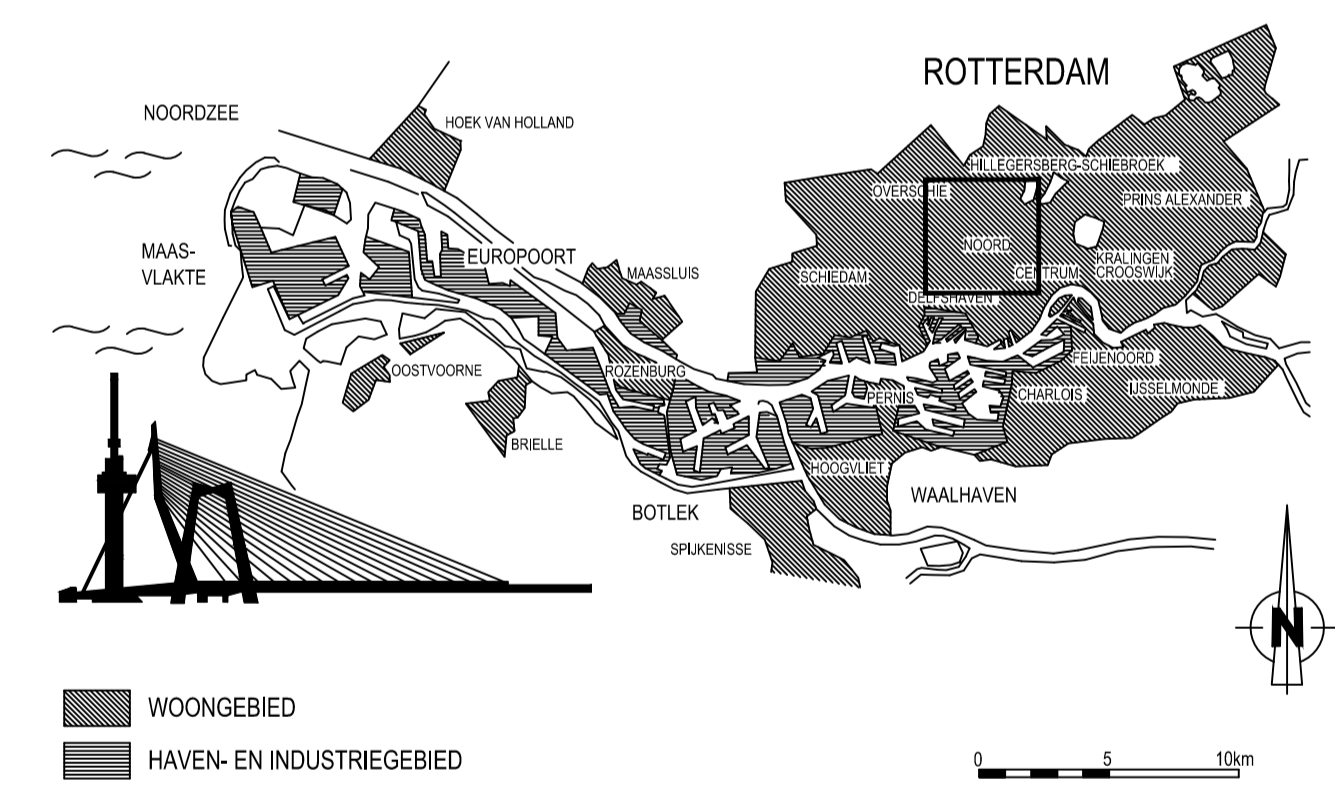 ROTTERDAM
NOORDZEE
HOEK VAN HOLLAND
HILLEGERSBERG-SCHIEBROEK
OVERSCHIE
PRINS ALEXANDER
MAAS-
VLAKTE
EUROPOORT
NOORD
MAASSLUIS
SCHIEDAM
CENTRUM
KRALINGEN
CROOSWIJK
DELFSHAVEN
OOSTVOORNE
ROZENBURG
FEIJENOORD
PERNIS
CHARLOIS
IJSSELMONDE
BRIELLE
HOOGVLIET
WAALHAVEN
BOTLEK
SPIJKENISSE
N
WOONGEBIED
HAVEN- EN INDUSTRIEGEBIED
0 5 10km